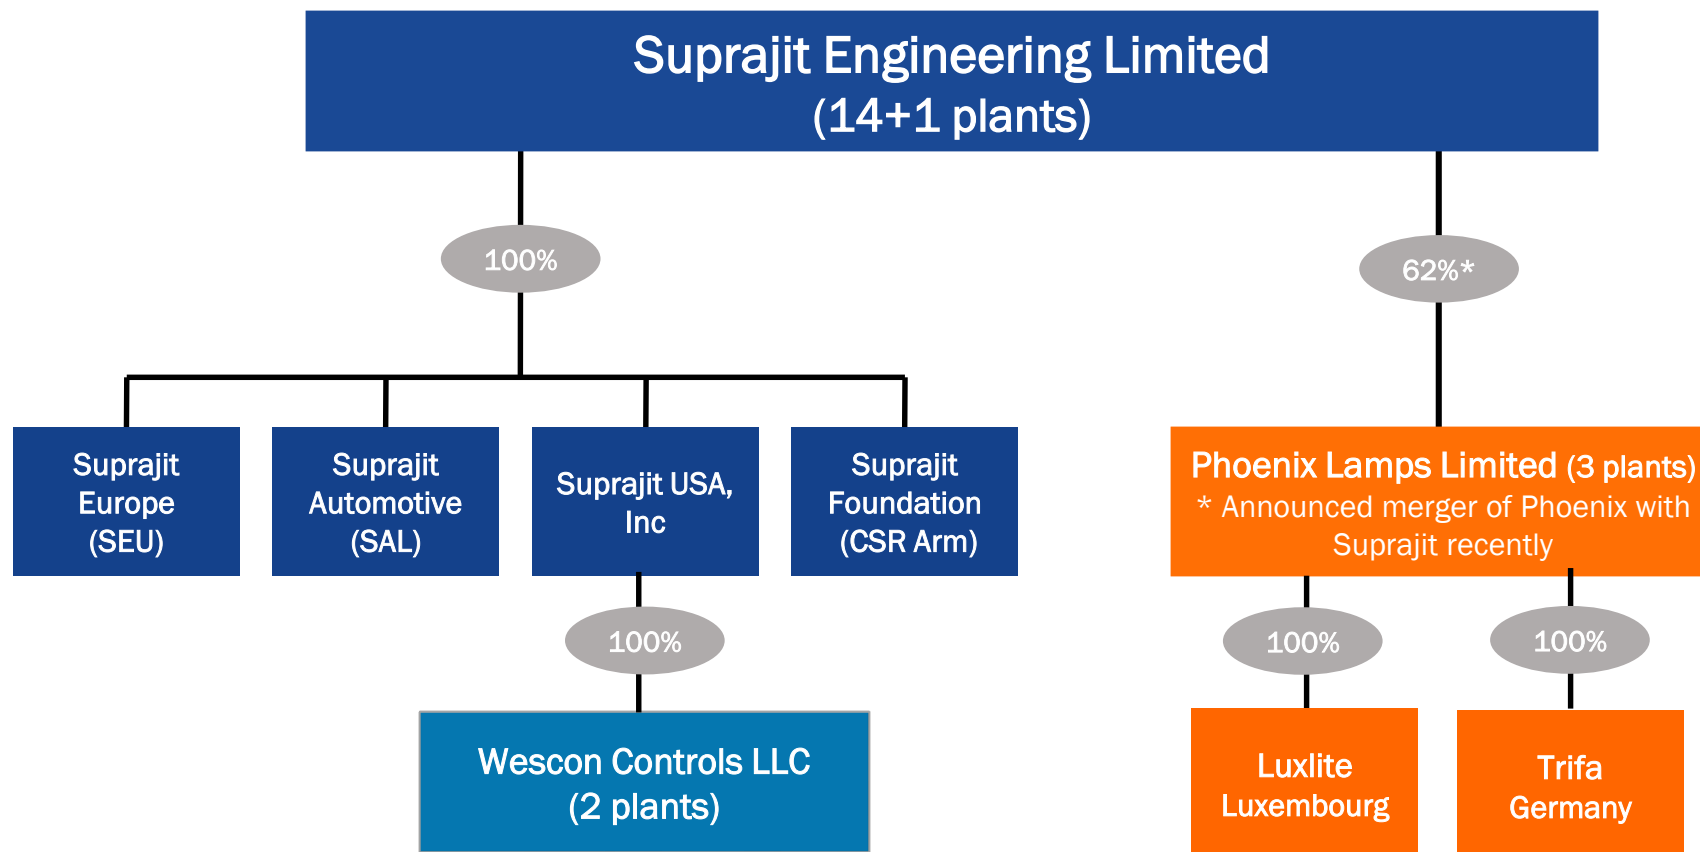 Suprajit Engineering Limited
(14+1 plants)
100%
62%*
Suprajit
Europe
(SEU)
Suprajit
Automotive
(SAL)
Suprajit USA,
Inc
Suprajit
Foundation
(CSR Arm)
Phoenix Lamps Limited (3 plants)
* Announced merger of Phoenix with
Suprajit recently
100%
100%
100%
Wescon Controls LLC
(2 plants)
Luxlite
Luxembourg
Trifa
Germany